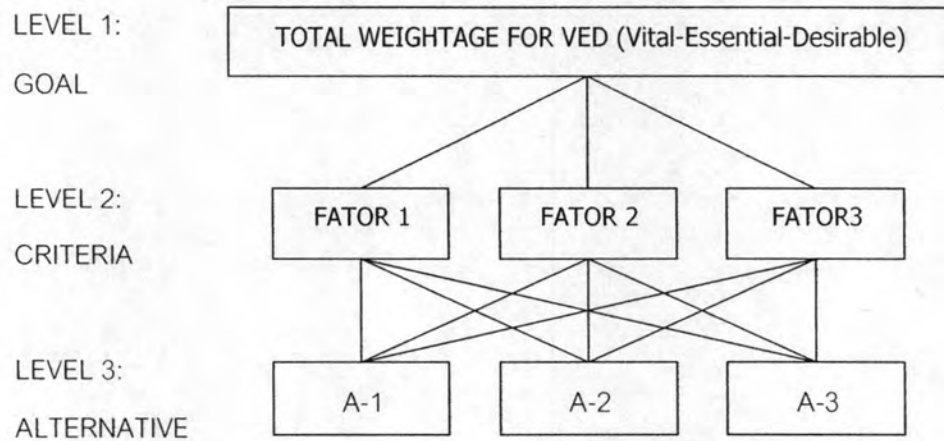 LEVEL 1:
TOTAL WEIGHTAGE FOR VED (Vital-Essential-Desirable)
GOAL
LEVEL 2:
FATOR 1
FATOR 2
FATOR3
CRITERIA
LEVEL 3:
A-1
A-2
A-3
ALTERNATIVE